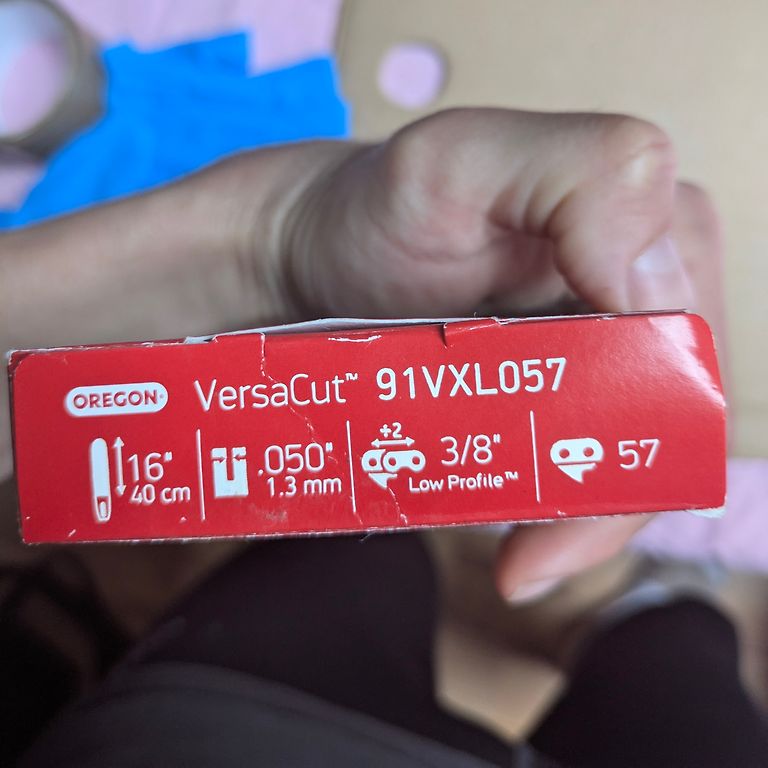 OREGON VersaCut™ 91VXL057
16" .050" +2 3/8" 57
40 cm 1.3 mm Low Profile™